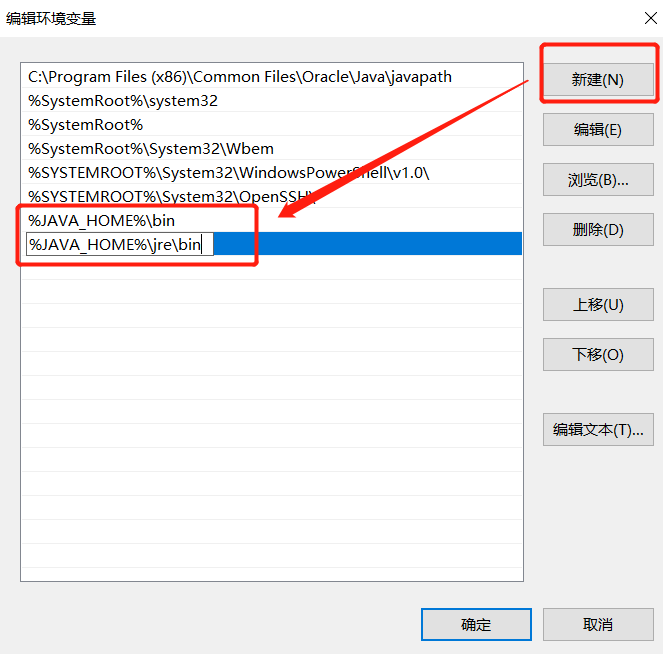 编辑环境变量
C:\Program Files (x86)\Common Files\Oracle\Java\javapath
%SystemRoot%\system32
%SystemRoot%
%SystemRoot%\System32\Wbem
%SYSTEMROOT%\System32\WindowsPowerShell\v1.0\
%SYSTEMROOT%\System32\OpenSSH\
%JAVA_HOME%\bin
%JAVA_HOME%\jre\bin
新建(N)
编辑(E)
浏览(B)...
删除(D)
上移(U)
下移(O)
编辑文本(T)...
确定
取消